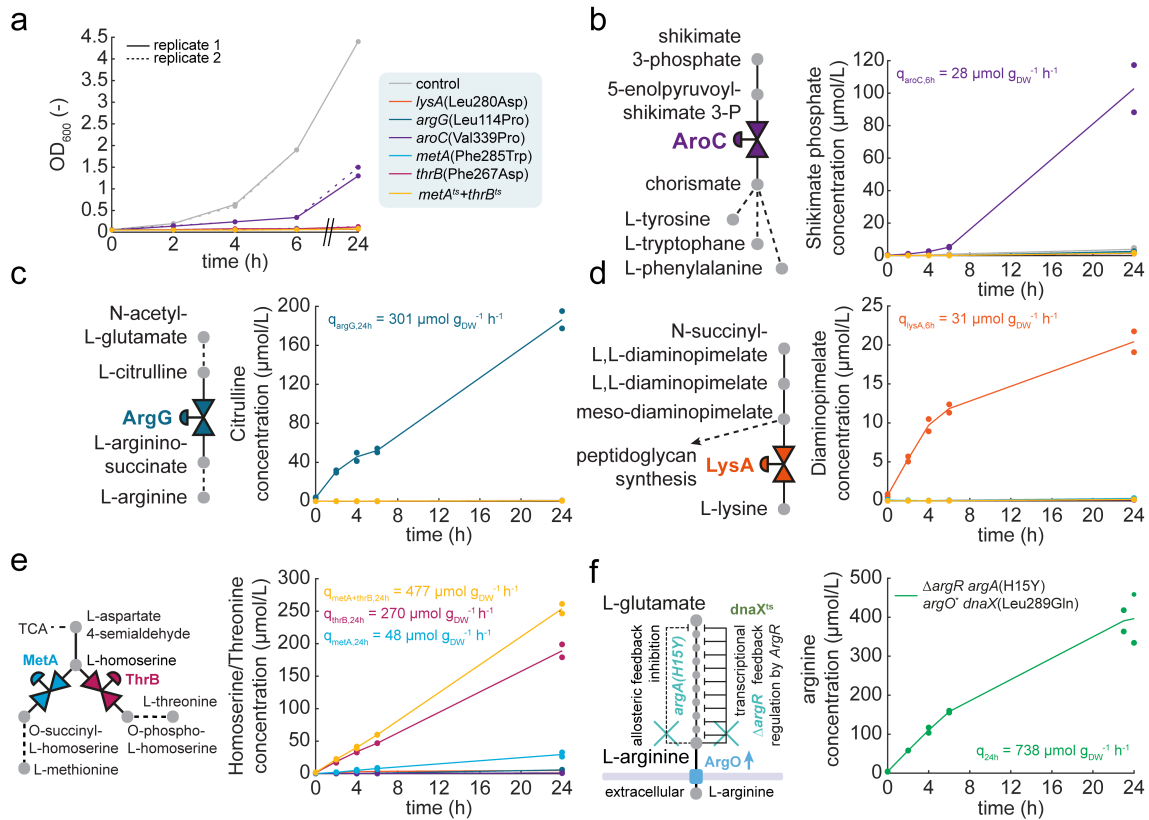 a
4.5
4
3.5
3
2.5
2
1.5
1
0.5
0
OD600 (-)
replicate 1
replicate 2
0
2
4
6
24
time (h)
control
lysA(Leu280Asp)
argG(Leu114Pro)
aroC(Val339Pro)
metA(Phe285Trp)
thrB(Phe267Asp)
metAts+thrBts
b
shikimate
3-phosphate
5-enolpyruvoyl-
shikimate 3-P
AroC
chorismate
L-tyrosine
L-tryptophane
L-phenylalanine
Shikimate phosphate
concentration (µmol/L)
120
100
80
60
40
20
0
qaroC,6h = 28 µmol gDW-1 h-1
0
4
8
12
16
20
24
time (h)
c
N-acetyl-
L-glutamate
L-citrulline
ArgG
L-arginino-
succinate
L-arginine
Citrulline
concentration (µmol/L)
200
160
120
80
40
0
qargG,24h = 301 µmol gDW-1 h-1
0
4
8
12
16
20
24
time (h)
d
N-succinyl-
L,L-diaminopimelate
L,L-diaminopimelate
meso-diaminopimelate
peptidoglycan
synthesis
LysA
L-lysine
Diaminopimelate
concentration (µmol/L)
25
20
15
10
5
0
qlysA,6h = 31 µmol gDW-1 h-1
0
4
8
12
16
20
24
time (h)
e
TCA
L-aspartate
4-semialdehyde
MetA
L-homoserine
ThrB
L-threonine
O-succinyl-
L-homoserine
O-phospho-
L-homoserine
L-methionine
Homoserine/Threonine
concentration (µmol/L)
300
250
200
150
100
50
0
qmetA+thrB,24h = 477 µmol gDW-1 h-1
qthrB,24h = 270 µmol gDW-1 h-1
qmetA,24h = 48 µmol gDW-1 h-1
0
4
8
12
16
20
24
time (h)
f
L-glutamate
dnaXts
allosteric feedback
inhibition
argA(H15Y)
transcriptional
ΔargR feedback
regulation by ArgR
L-arginine
ArgO
extracellular
L-arginine
arginine
concentration (µmol/L)
500
400
300
200
100
0
ΔargR argA(H15Y)
argO* dnaX(Leu289Gln)
q24h = 738 µmol gDW-1 h-1
0
4
8
12
16
20
24
time (h)